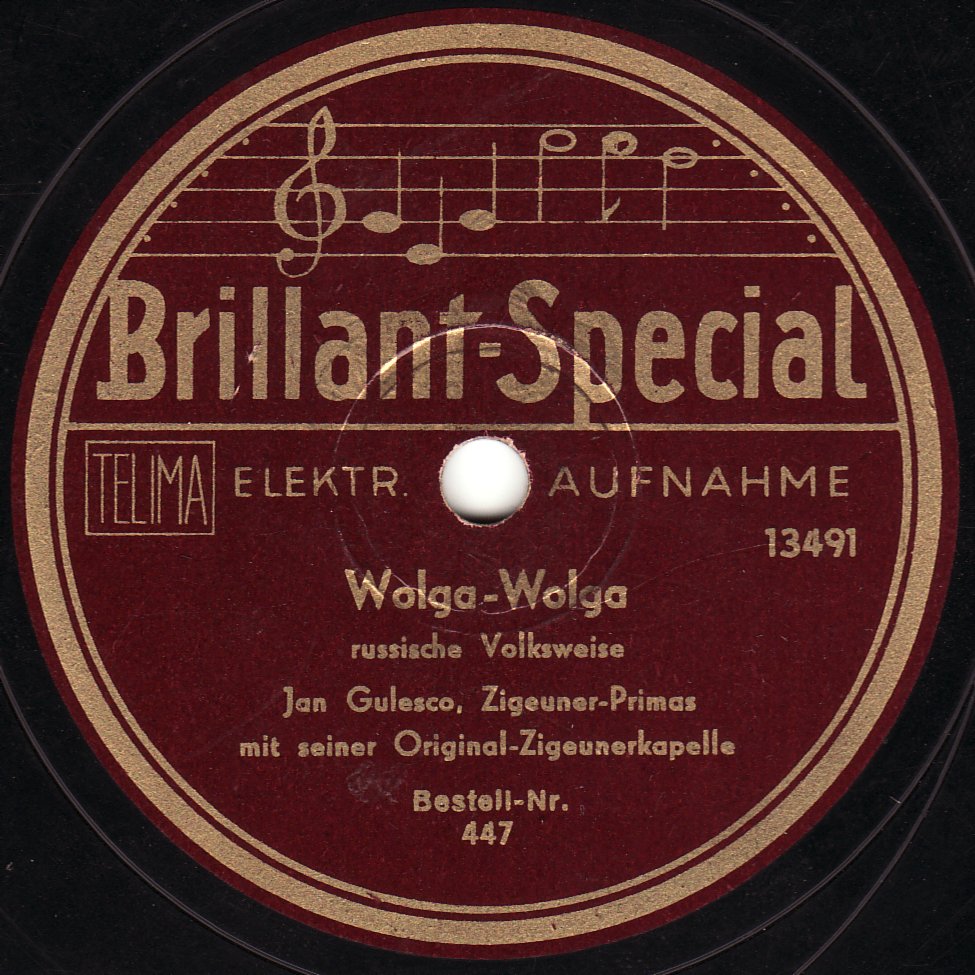 Brillant-Special
TELIMA ELEKTR. AUFNAHME
13491
Wolga-Wolga
russische Volksweise
Jan Gulesco, Zigeuner-Primas
mit seiner Original-Zigeunerkapelle
Bestell-Nr.
447